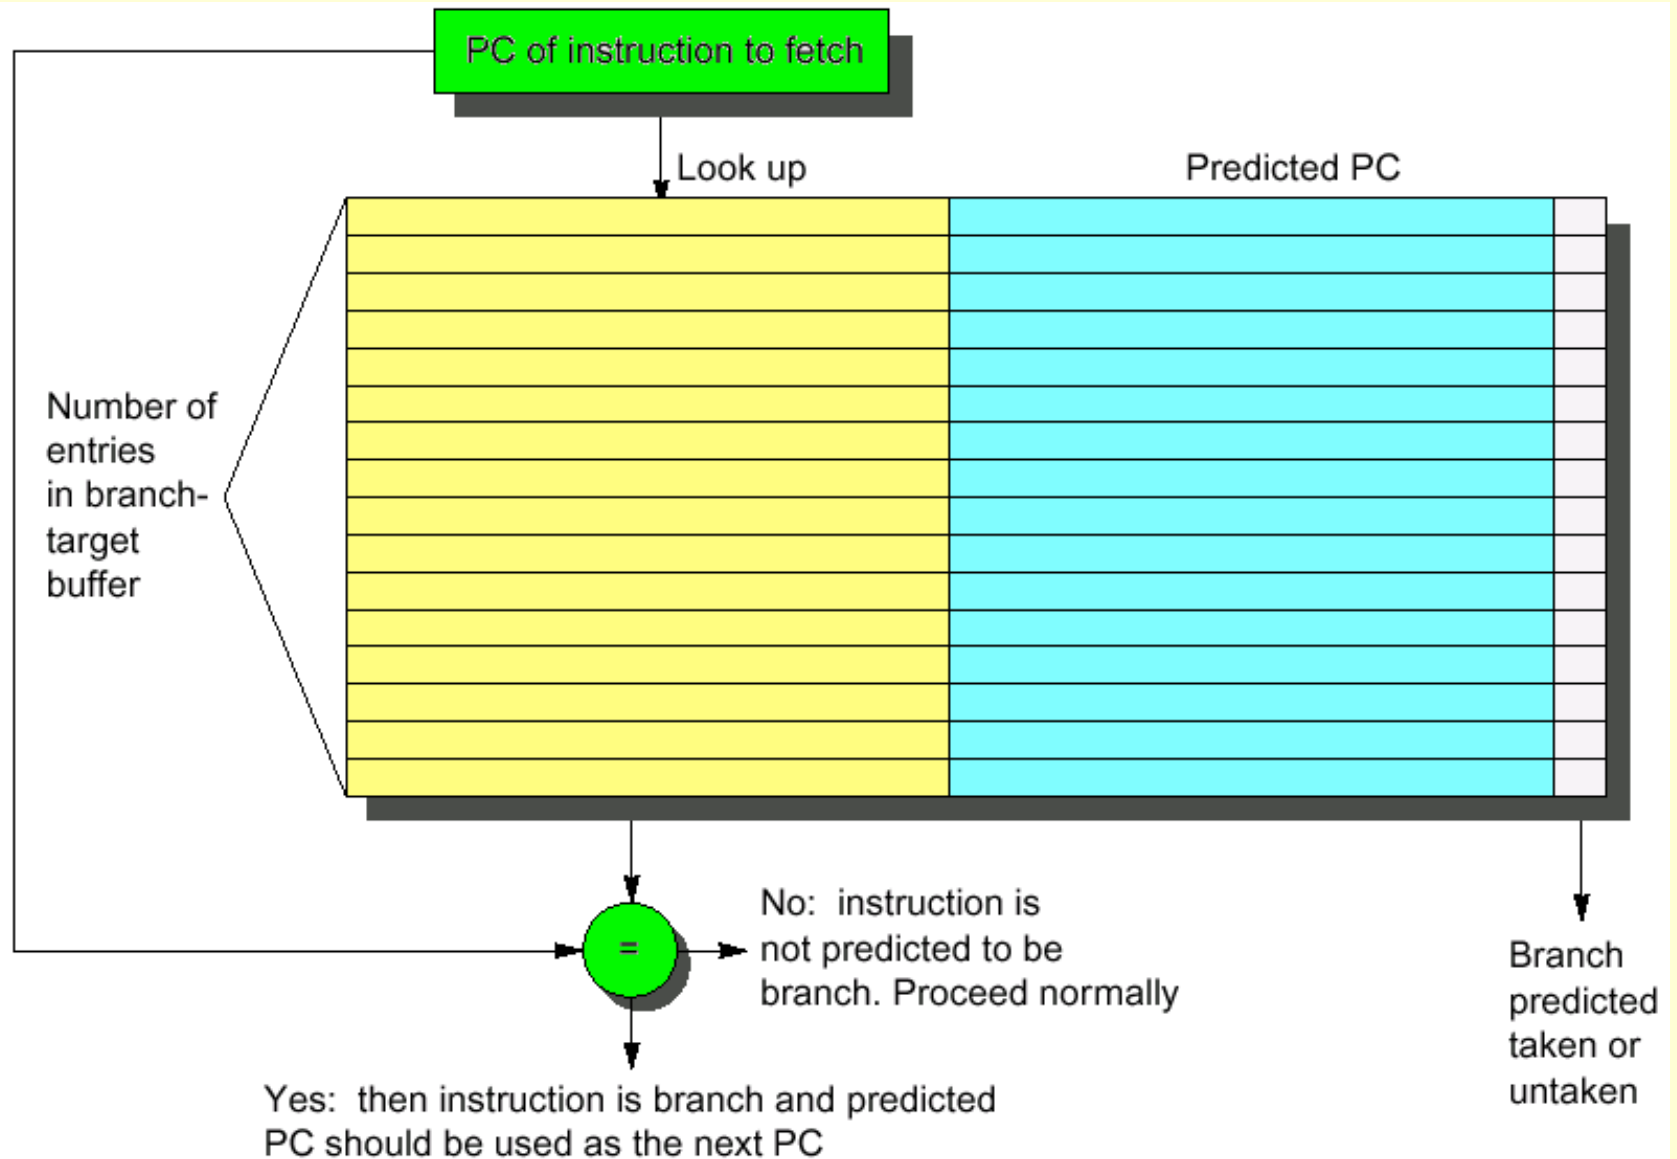 PC of instruction to fetch
Look up
Predicted PC
Number of
entries
in branch-
target
buffer
=
No:  instruction is
not predicted to be
branch. Proceed normally
Branch
predicted
taken or
untaken
Yes:  then instruction is branch and predicted
PC should be used as the next PC